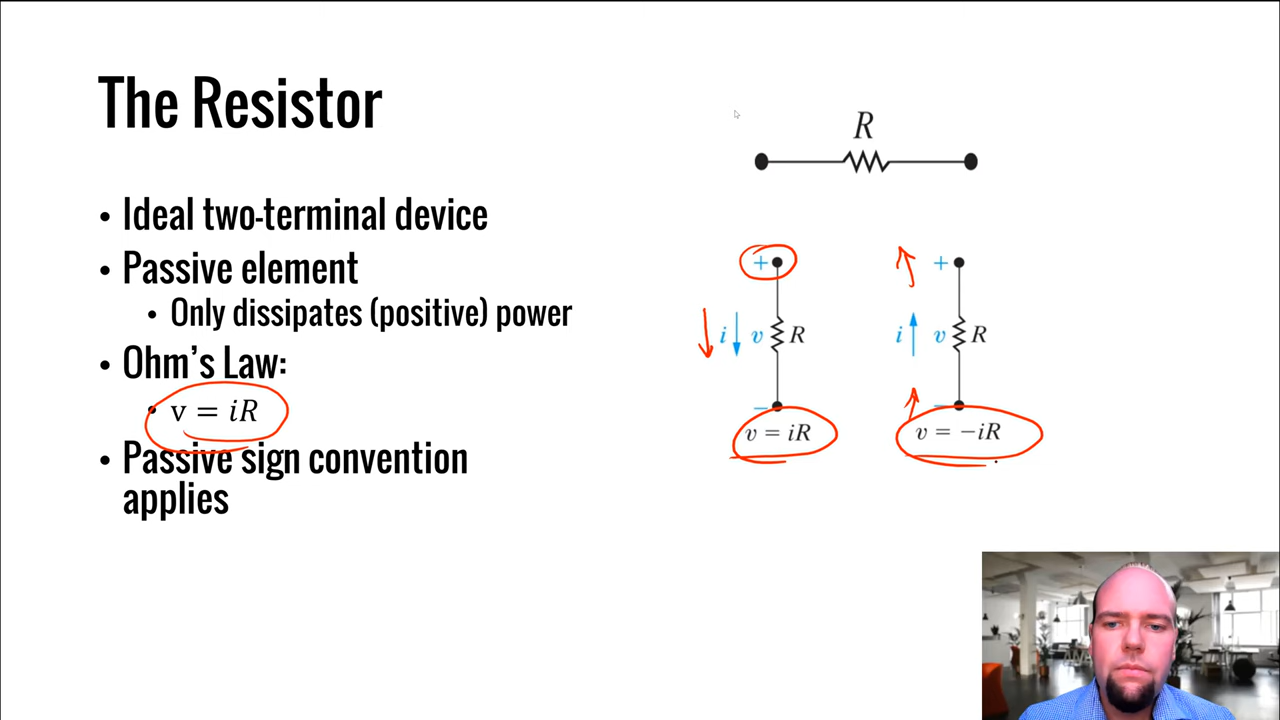 The Resistor
• Ideal two-terminal device
• Passive element
• Only dissipates (positive) power
• Ohm's Law:
• v = iR
• Passive sign convention
applies
R
+
i v R
–
v = iR
+
i v R
–
v = −iR